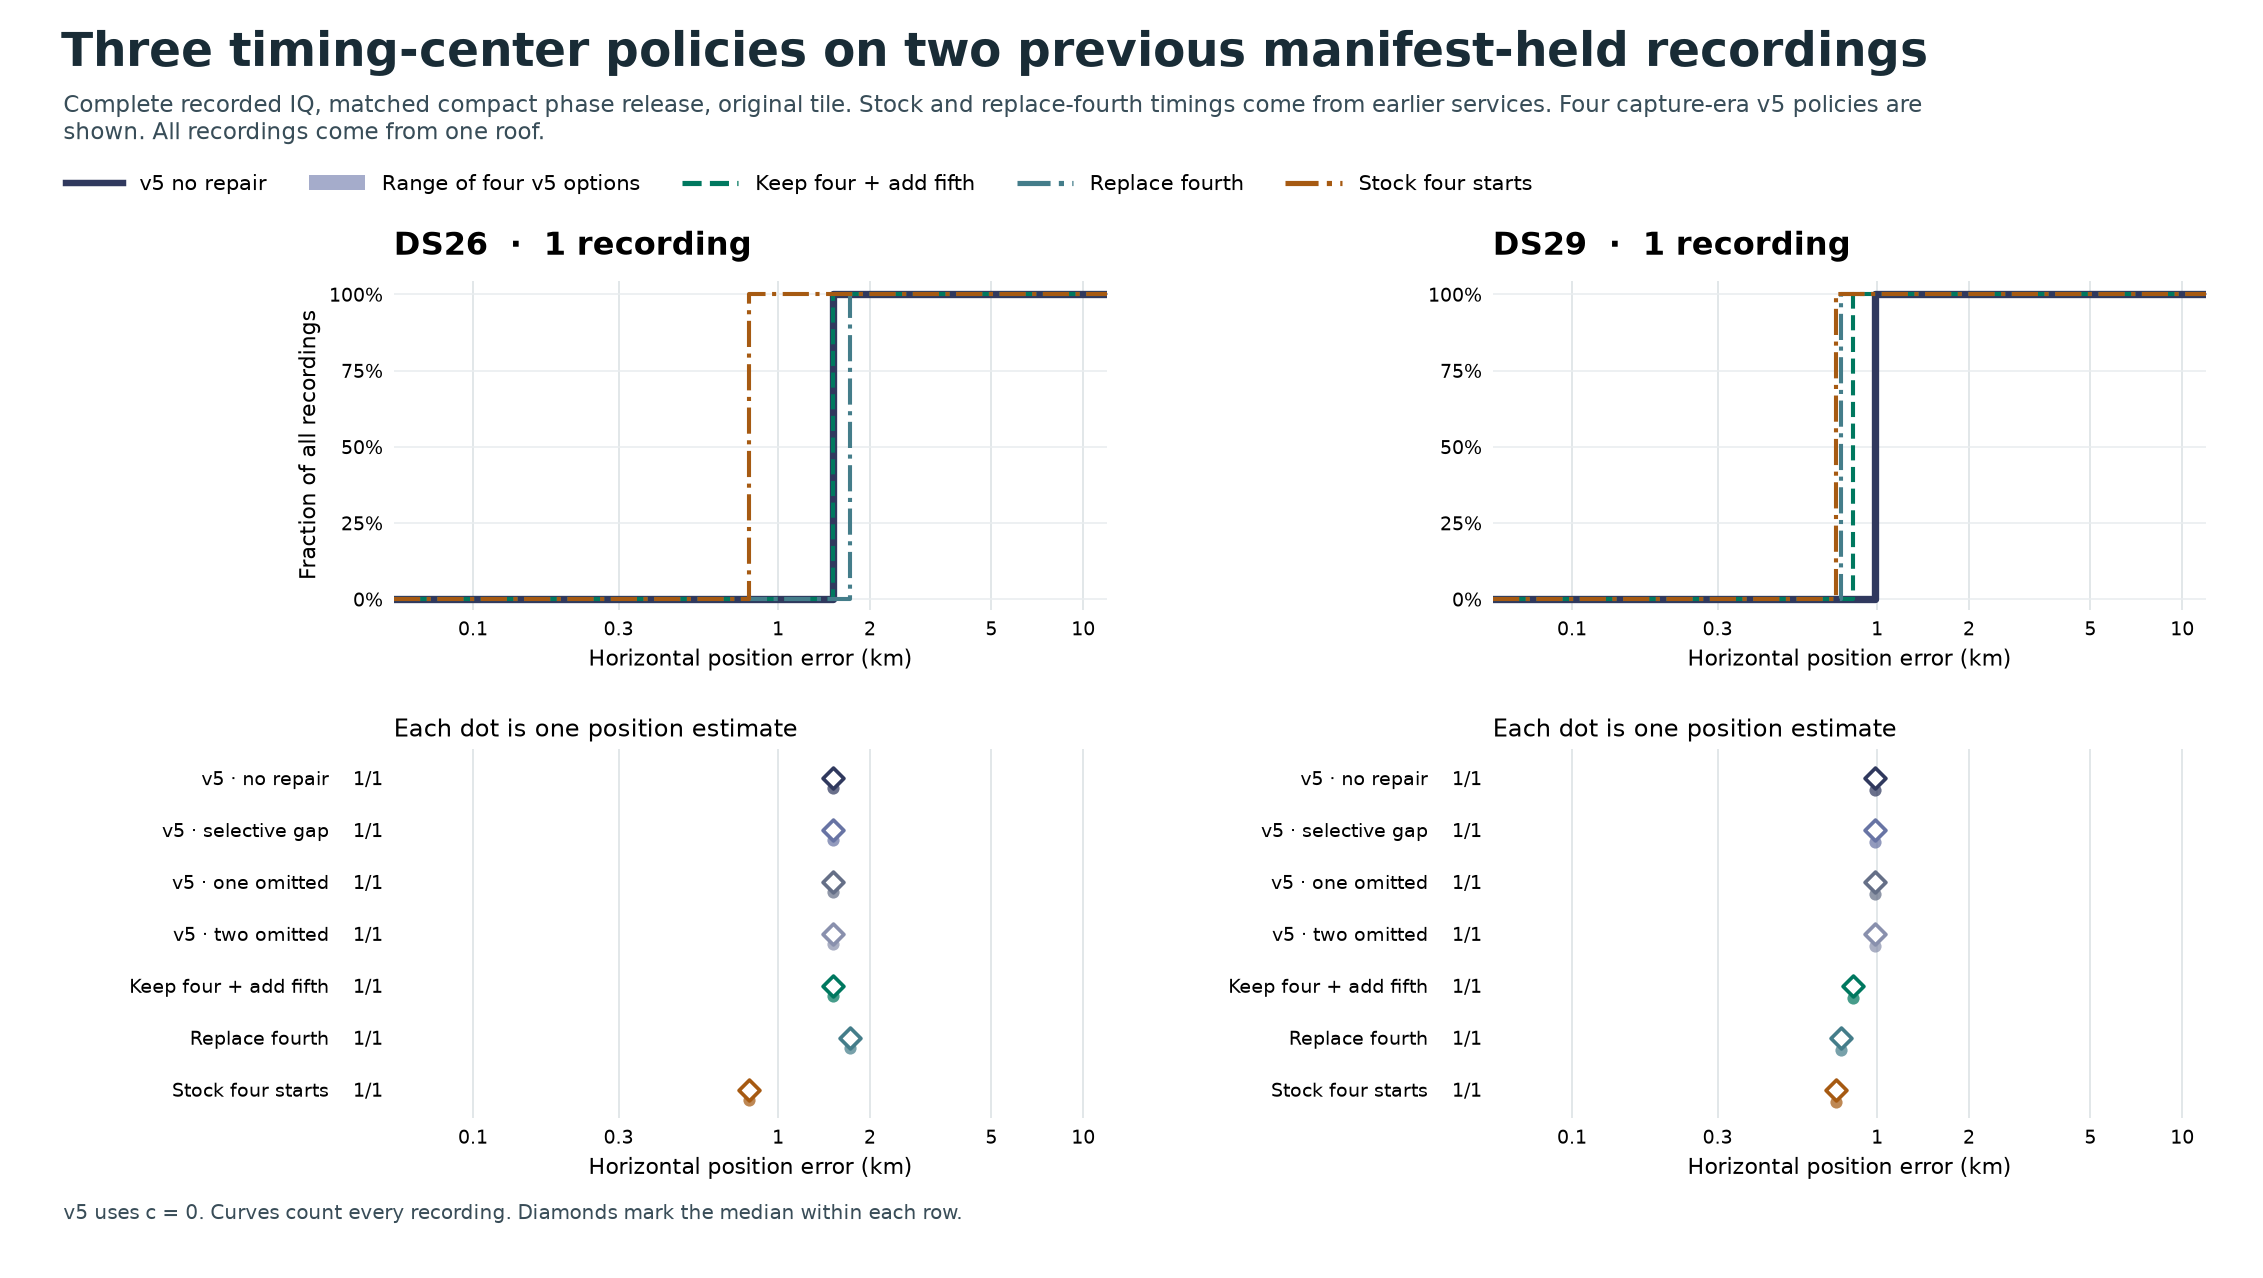 Three timing-center policies on two previous manifest-held recordings
Complete recorded IQ, matched compact phase release, original tile. Stock and replace-fourth timings come from earlier services. Four capture-era v5 policies are
shown. All recordings come from one roof.
v5 no repair
Range of four v5 options
Keep four + add fifth
Replace fourth
Stock four starts
DS26 · 1 recording
Fraction of all recordings
100%
75%
50%
25%
0%
0.1 0.3 1 2 5 10
Horizontal position error (km)
DS29 · 1 recording
100%
75%
50%
25%
0%
0.1 0.3 1 2 5 10
Horizontal position error (km)
Each dot is one position estimate
v5 · no repair 1/1
v5 · selective gap 1/1
v5 · one omitted 1/1
v5 · two omitted 1/1
Keep four + add fifth 1/1
Replace fourth 1/1
Stock four starts 1/1
0.1 0.3 1 2 5 10
Horizontal position error (km)
Each dot is one position estimate
v5 · no repair 1/1
v5 · selective gap 1/1
v5 · one omitted 1/1
v5 · two omitted 1/1
Keep four + add fifth 1/1
Replace fourth 1/1
Stock four starts 1/1
0.1 0.3 1 2 5 10
Horizontal position error (km)
v5 uses c = 0. Curves count every recording. Diamonds mark the median within each row.